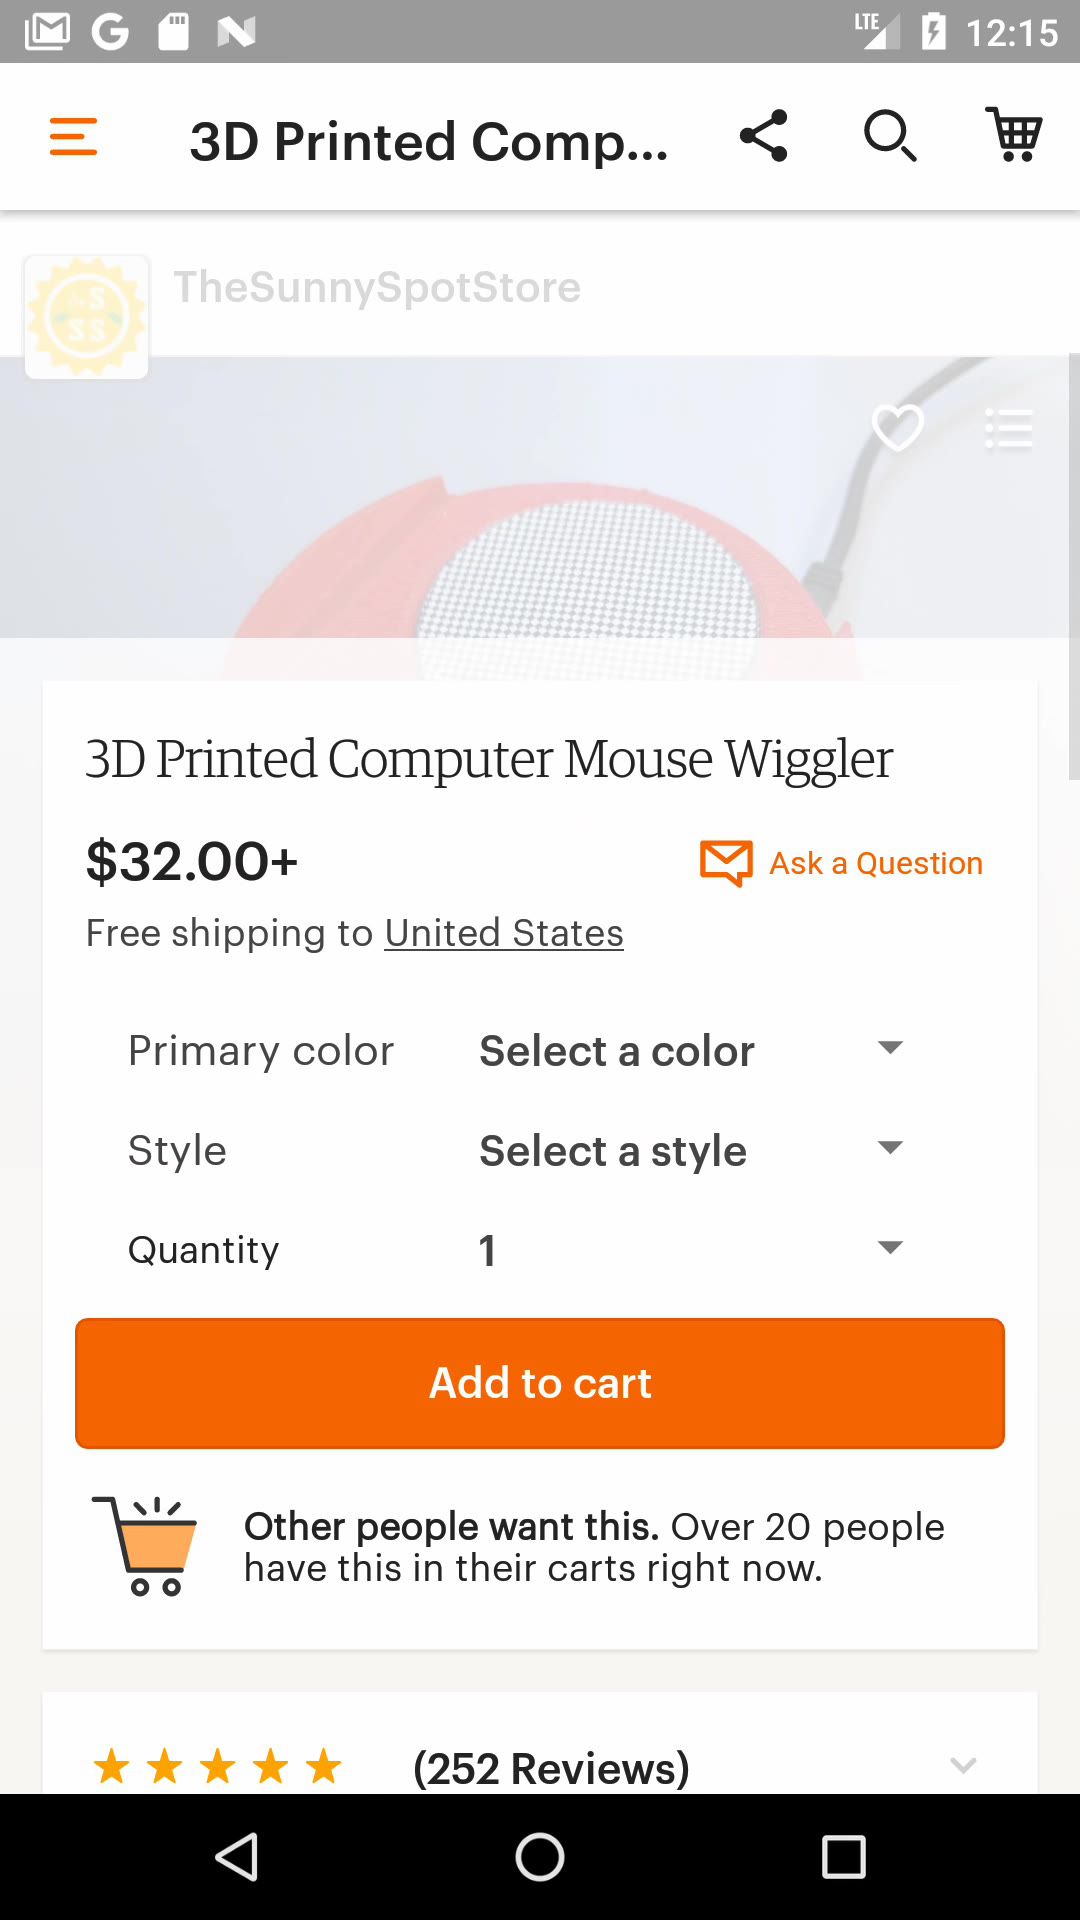 LTE 12:15
3D Printed Comp...
TheSunnySpotStore
3D Printed Computer Mouse Wiggler
$32.00+
Ask a Question
Free shipping to United States
Primary color Select a color
Style Select a style
Quantity 1
Add to cart
Other people want this. Over 20 people
have this in their carts right now.
(252 Reviews)